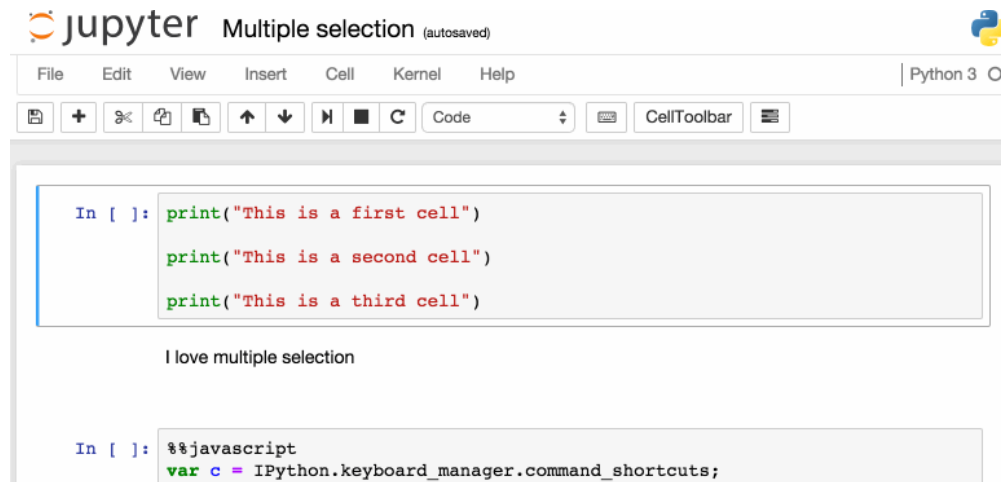 jupyter Multiple selection (autosaved)
File Edit View Insert Cell Kernel Help Python 3
Code CellToolbar
In [ ]: print("This is a first cell")
print("This is a second cell")
print("This is a third cell")
I love multiple selection
In [ ]: %%javascript
var c = IPython.keyboard_manager.command_shortcuts;